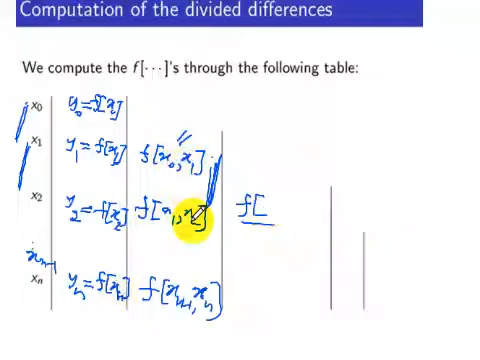 Computation of the divided differences
We compute the f[⋯]'s through the following table:
x₀ y₀=f[x₀]
x₁ y₁=f[x₁] f[x₀,x₁]
x₂ y₂=f[x₂] f[x₁,x₂] f[
xₙ₋₁
xₙ yₙ=f[xₙ] f[xₙ₋₁,xₙ]